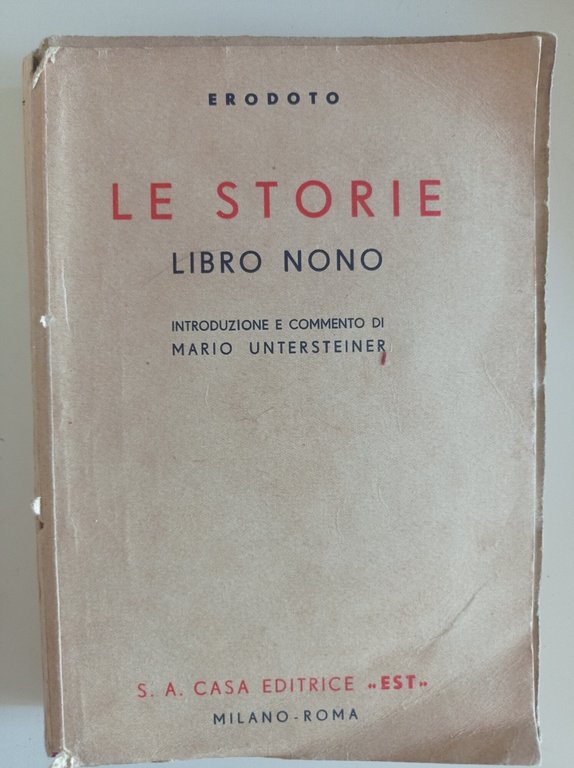 ERODOTO
LE STORIE
LIBRO NONO
INTRODUZIONE E COMMENTO DI
MARIO UNTERSTEINER
S. A. CASA EDITRICE «EST»
MILANO-ROMA